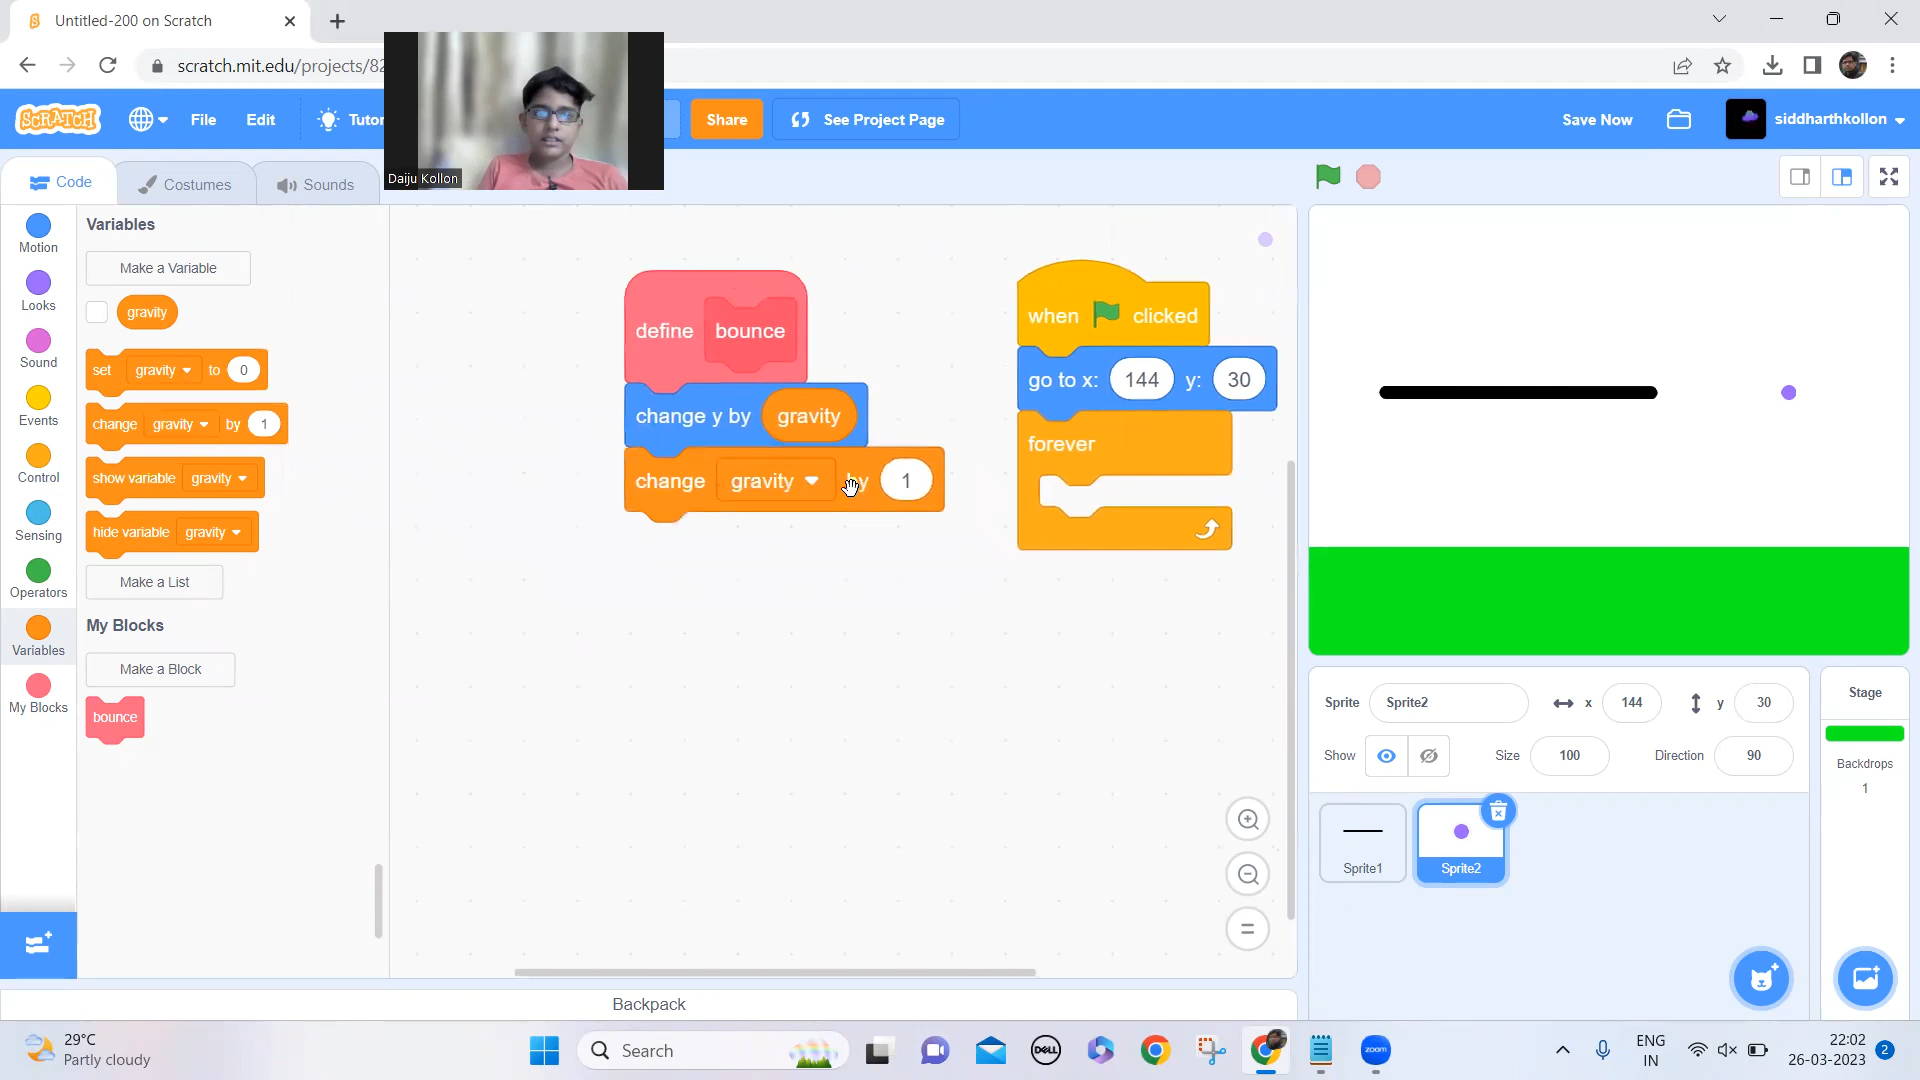 Untitled-200 on Scratch
scratch.mit.edu/projects/82
SCRATCH
File
Edit
Tutor
Share
See Project Page
Save Now
siddharthkollon
Daiju Kollon
Code
Costumes
Sounds
Motion
Looks
Sound
Events
Control
Sensing
Operators
Variables
My Blocks
Variables
Make a Variable
gravity
set gravity to 0
change gravity by 1
show variable gravity
hide variable gravity
Make a List
My Blocks
Make a Block
bounce
define bounce
change y by gravity
change gravity by 1
when clicked
go to x: 144 y: 30
forever
Sprite Sprite2 x 144 y 30
Show Size 100 Direction 90
Sprite1
Sprite2
Stage
Backdrops
1
Backpack
29°C
Partly cloudy
Search
DELL
zoom
ENG
IN
22:02
26-03-2023
2